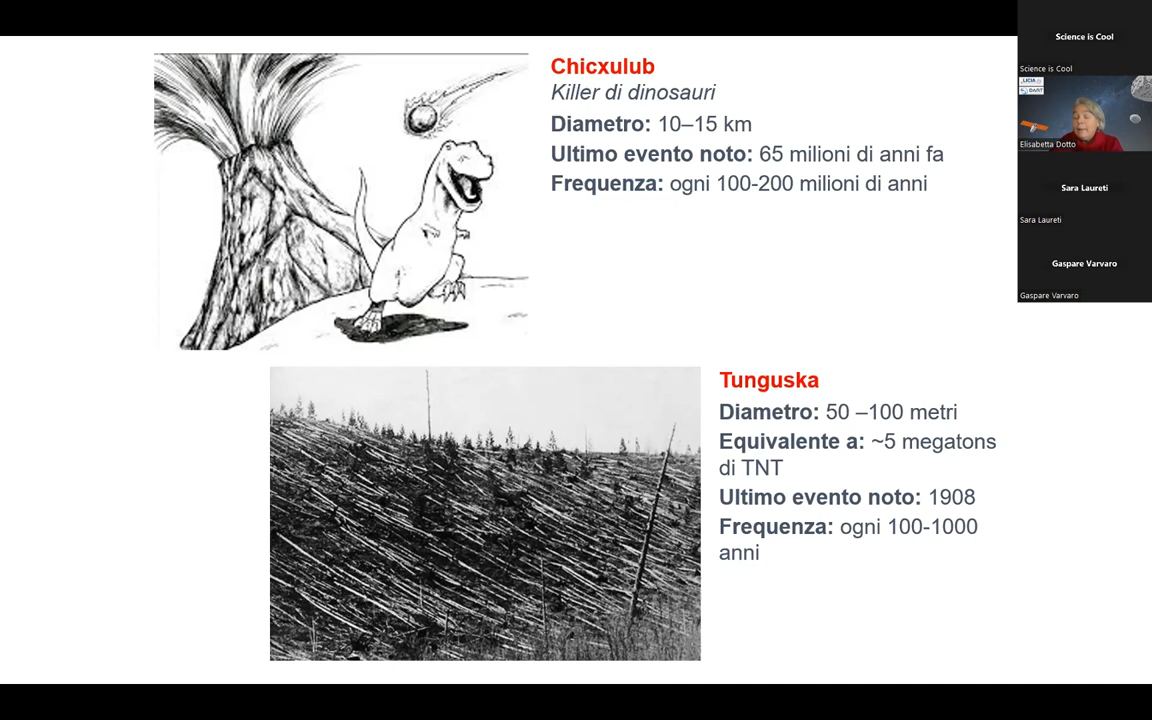 Chicxulub
Killer di dinosauri
Diametro: 10–15 km
Ultimo evento noto: 65 milioni di anni fa
Frequenza: ogni 100-200 milioni di anni
Tunguska
Diametro: 50 –100 metri
Equivalente a: ~5 megatons
di TNT
Ultimo evento noto: 1908
Frequenza: ogni 100-1000
anni
Science is Cool
Science is Cool
LICIA
DART
Elisabetta Dotto
Sara Laureti
Sara Laureti
Gaspare Varvaro
Gaspare Varvaro